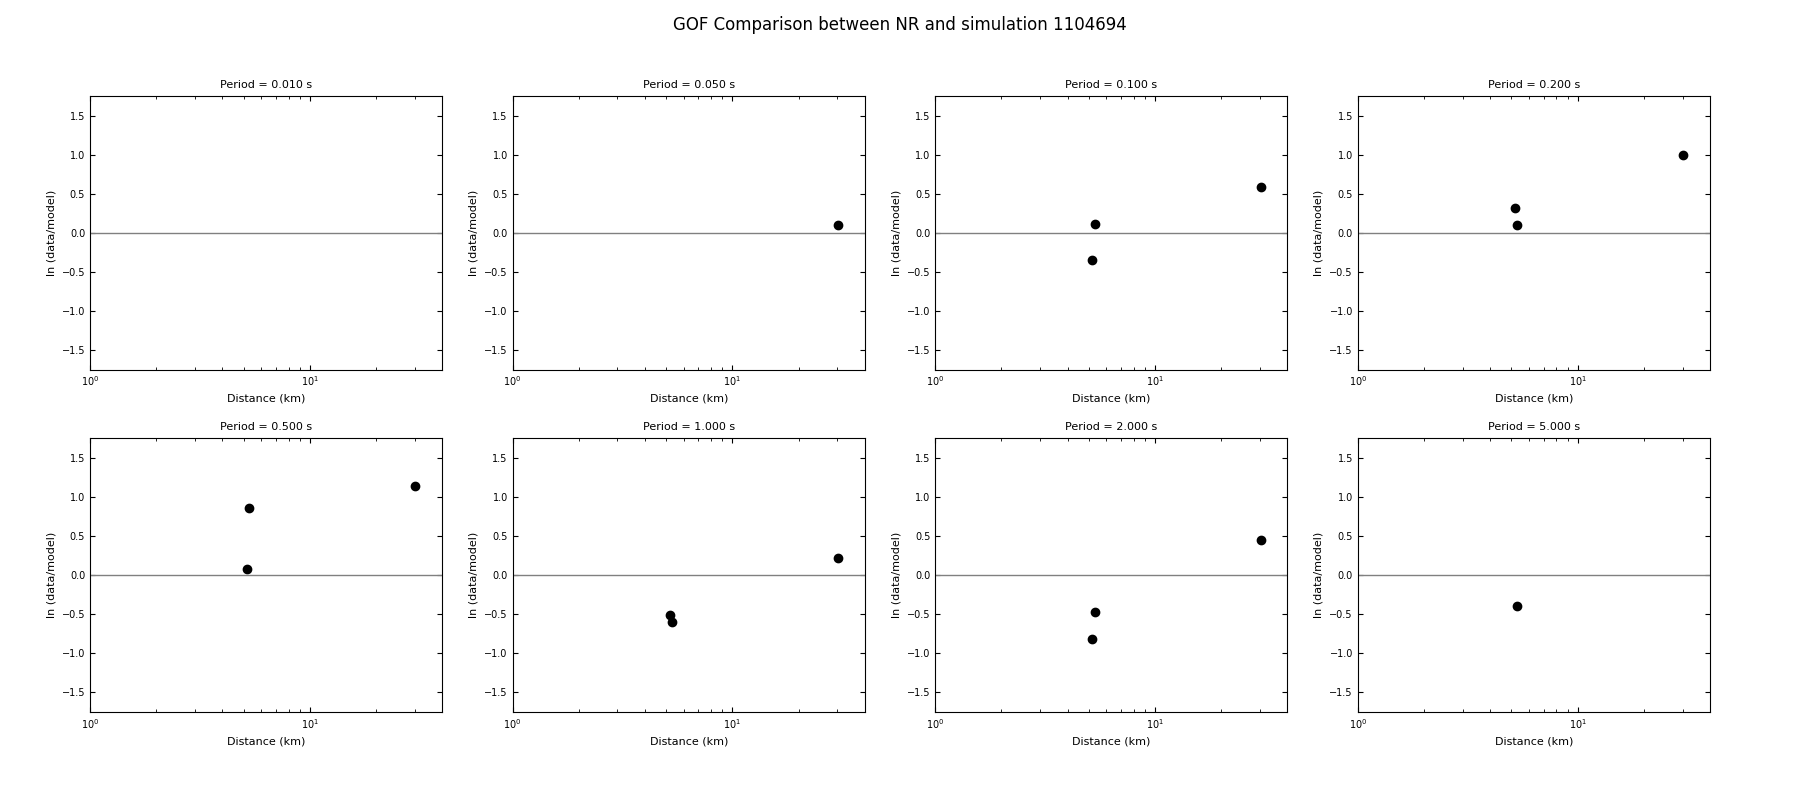 GOF Comparison between NR and simulation 1104694
Period = 0.010 s
ln (data/model)
1.5
1.0
0.5
0.0
−0.5
−1.0
−1.5
10⁰
10¹
Distance (km)
Period = 0.050 s
ln (data/model)
1.5
1.0
0.5
0.0
−0.5
−1.0
−1.5
10⁰
10¹
Distance (km)
Period = 0.100 s
ln (data/model)
1.5
1.0
0.5
0.0
−0.5
−1.0
−1.5
10⁰
10¹
Distance (km)
Period = 0.200 s
ln (data/model)
1.5
1.0
0.5
0.0
−0.5
−1.0
−1.5
10⁰
10¹
Distance (km)
Period = 0.500 s
ln (data/model)
1.5
1.0
0.5
0.0
−0.5
−1.0
−1.5
10⁰
10¹
Distance (km)
Period = 1.000 s
ln (data/model)
1.5
1.0
0.5
0.0
−0.5
−1.0
−1.5
10⁰
10¹
Distance (km)
Period = 2.000 s
ln (data/model)
1.5
1.0
0.5
0.0
−0.5
−1.0
−1.5
10⁰
10¹
Distance (km)
Period = 5.000 s
ln (data/model)
1.5
1.0
0.5
0.0
−0.5
−1.0
−1.5
10⁰
10¹
Distance (km)